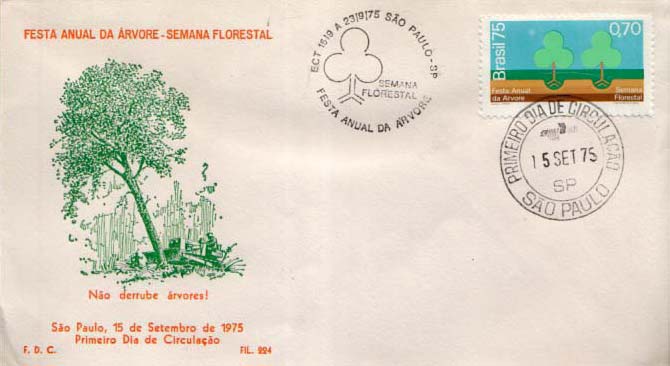 FESTA ANUAL DA ÁRVORE - SEMANA FLORESTAL
Não derrube árvores!
São Paulo, 15 de Setembro de 1975
Primeiro Dia de Circulação
F. D. C.
FIL. 224
ECT 15/9 A 23/9/75 SÃO PAULO - SP
SEMANA
FLORESTAL
FESTA ANUAL DA ÁRVORE
Brasil 75
0,70
Festa Anual
da Árvore
Semana
Florestal
PRIMEIRO DIA DE CIRCULAÇÃO
15 SET 75
SP
SÃO PAULO